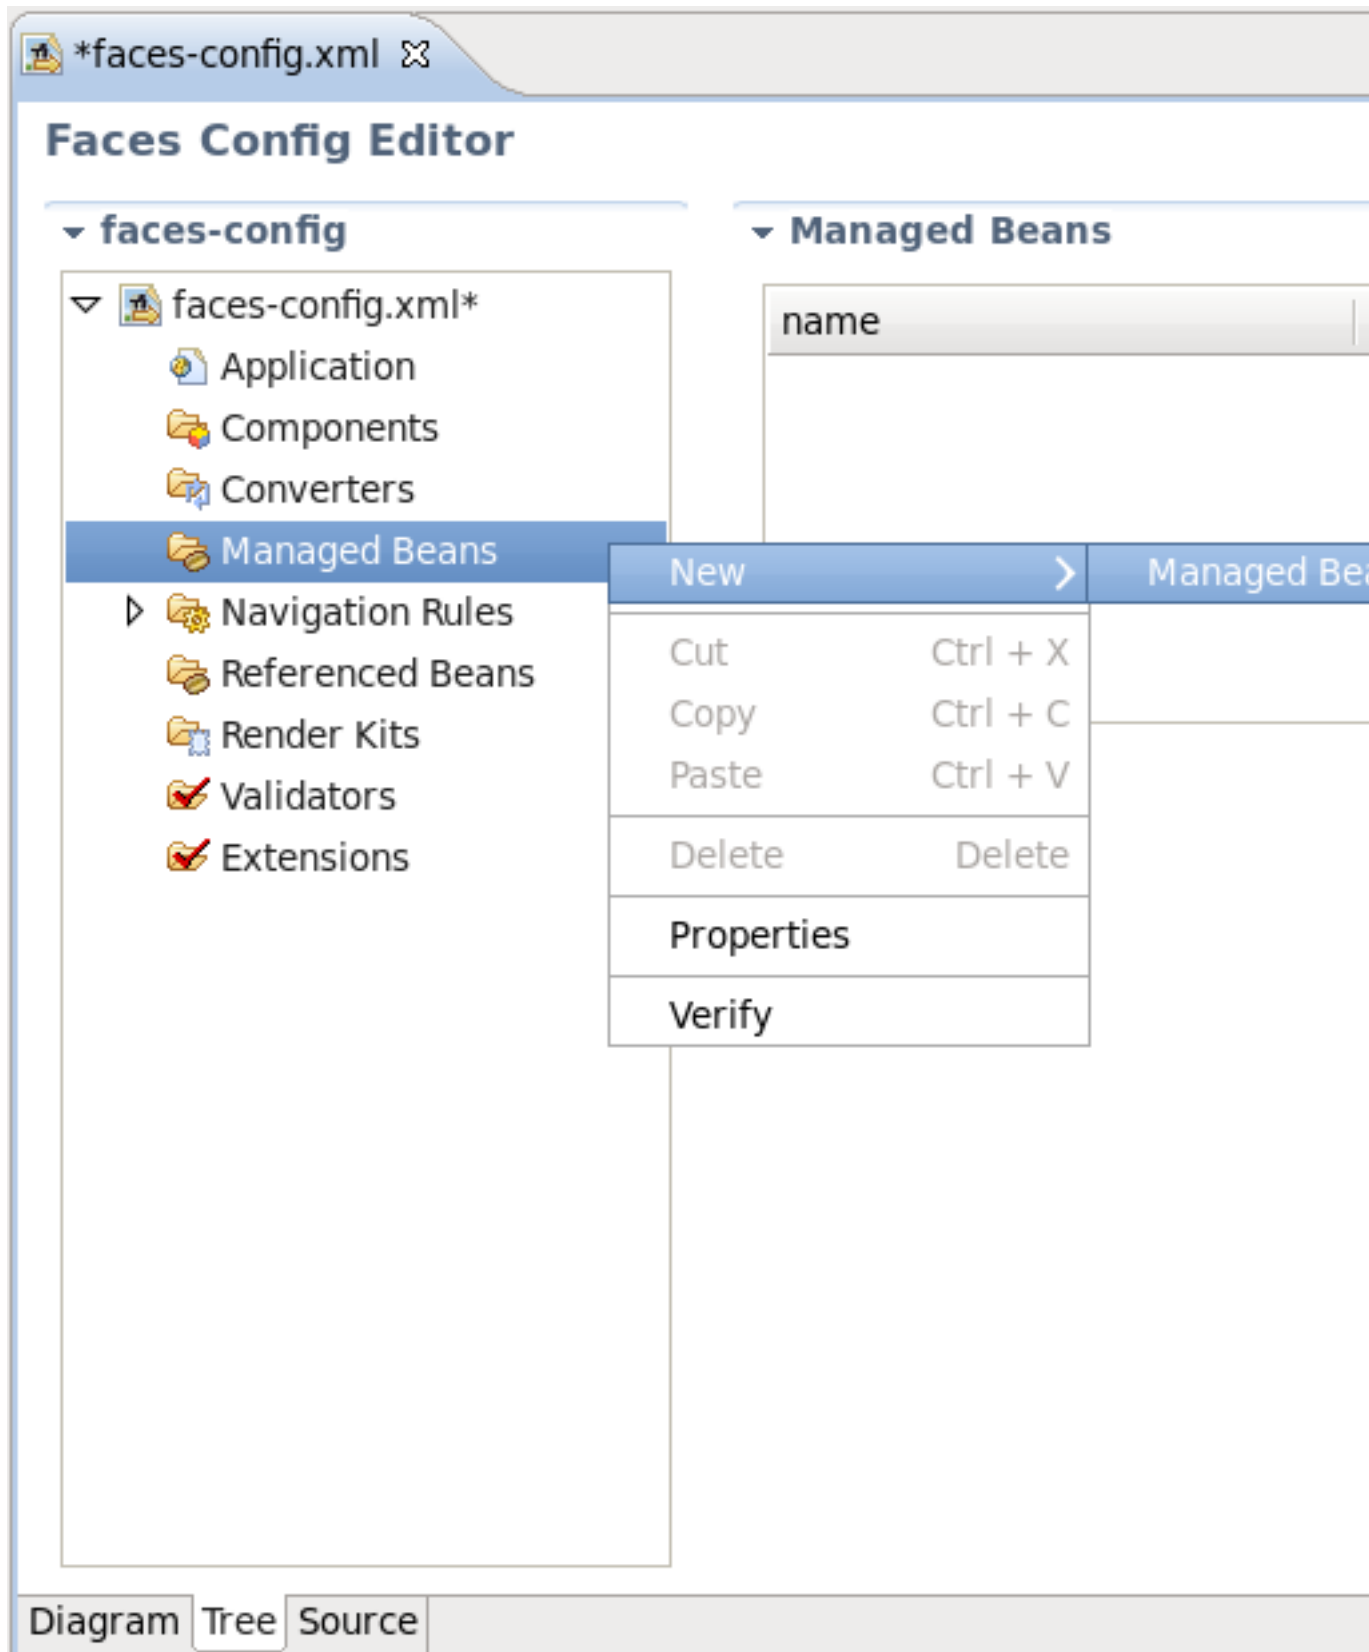 *faces-config.xml
Faces Config Editor
faces-config
faces-config.xml*
Application
Components
Converters
Managed Beans
Navigation Rules
Referenced Beans
Render Kits
Validators
Extensions
Managed Beans
name
New
Managed Bea
Cut Ctrl + X
Copy Ctrl + C
Paste Ctrl + V
Delete Delete
Properties
Verify
Diagram Tree Source